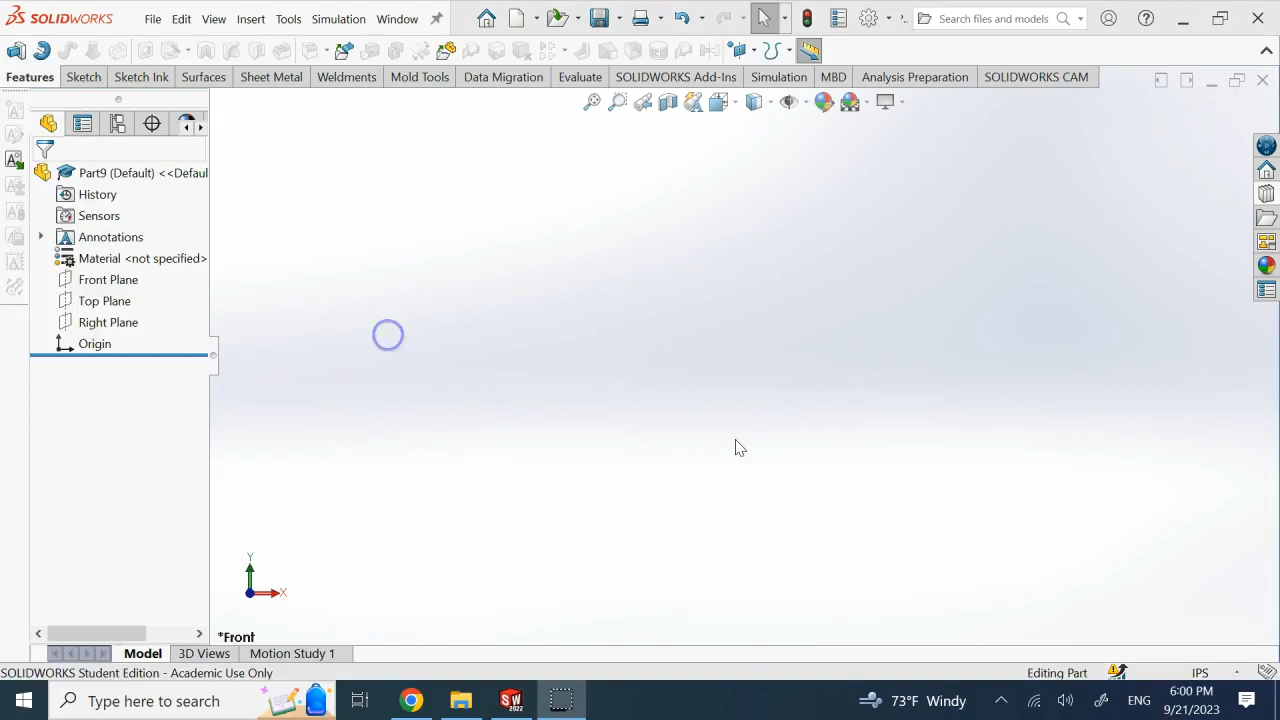 SOLIDWORKS File Edit View Insert Tools Simulation Window Search files and models
Features Sketch Sketch Ink Surfaces Sheet Metal Weldments Mold Tools Data Migration Evaluate SOLIDWORKS Add-Ins Simulation MBD Analysis Preparation SOLIDWORKS CAM
Part9 (Default) <<Defaul
History
Sensors
Annotations
Material <not specified>
Front Plane
Top Plane
Right Plane
Origin
Y
X
*Front
Model 3D Views Motion Study 1
SOLIDWORKS Student Edition - Academic Use Only Editing Part IPS
Type here to search 73°F Windy ENG 6:00 PM
9/21/2023